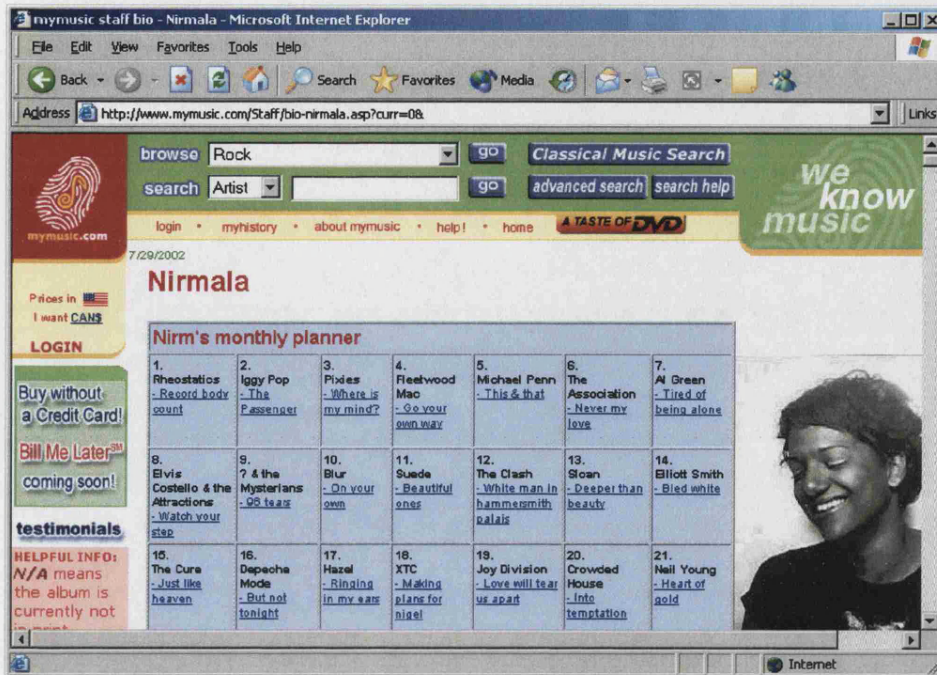 mymusic staff bio - Nirmala - Microsoft Internet Explorer
File Edit View Favorites Tools Help
Back Search Favorites Media
Address http://www.mymusic.com/Staff/bio-nirmala.asp?curr=0& Links
mymusic.com
browse Rock go Classical Music Search
search Artist go advanced search search help
we know music
login • myhistory • about mymusic • help! • home A TASTE OF DVD
7/29/2002
Nirmala
Prices in
I want CAN$
LOGIN
Buy without
a Credit Card!
Bill Me Later SM
coming soon!
testimonials
HELPFUL INFO:
N/A means
the album is
currently not
in print
Nirm's monthly planner
1.
Rheostatics
- Record body
count
2.
Iggy Pop
- The
Passenger
3.
Pixies
- Where is
my mind?
4.
Fleetwood
Mac
- Go your
own way
5.
Michael Penn
- This & that
6.
The
Association
- Never my
love
7.
Al Green
- Tired of
being alone
8.
Elvis
Costello & the
Attractions
- Watch your
step
9.
? & the
Mysterians
- 96 tears
10.
Blur
- On your
own
11.
Suede
- Beautiful
ones
12.
The Clash
- White man in
hammersmith
palais
13.
Sloan
- Deeper than
beauty
14.
Elliott Smith
- Bled white
15.
The Cure
- Just like
heaven
16.
Depeche
Mode
- But not
tonight
17.
Hazel
- Ringing
in my ears
18.
XTC
- Making
plans for
nigel
19.
Joy Division
- Love will tear
us apart
20.
Crowded
House
- Into
temptation
21.
Neil Young
- Heart of
gold
Internet